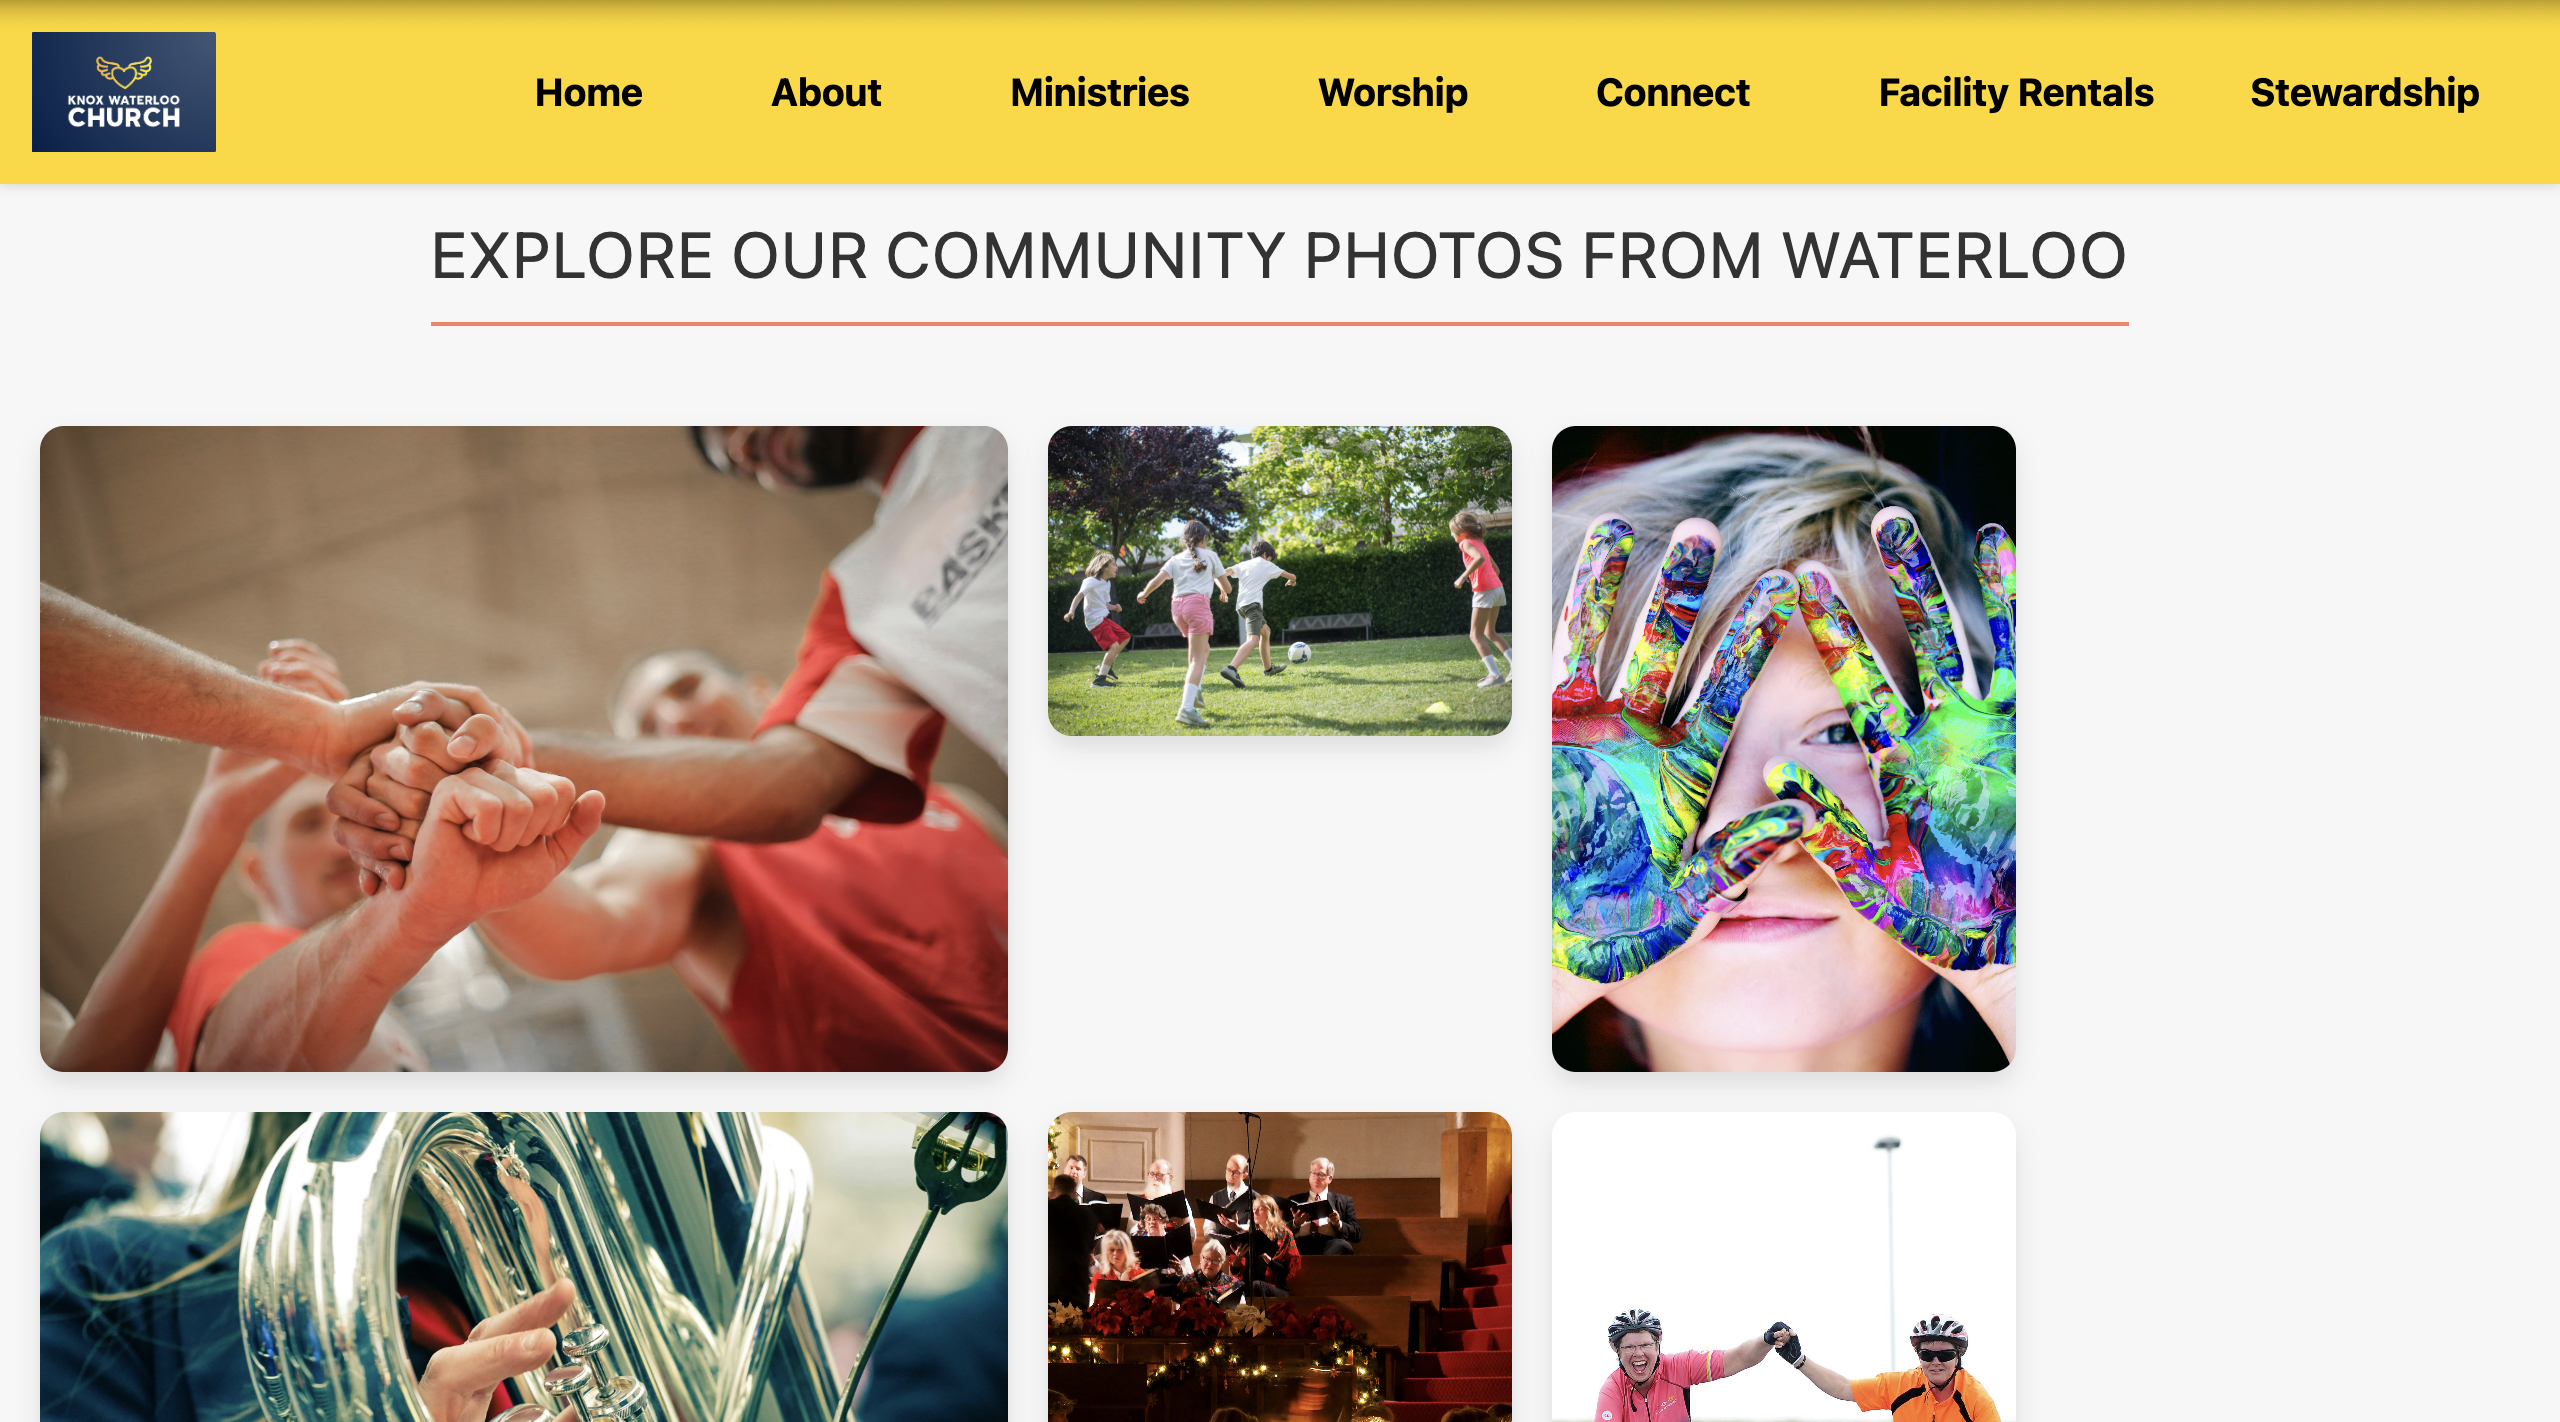 KNOX WATERLOO
CHURCH
Home About Ministries Worship Connect Facility Rentals Stewardship
EXPLORE OUR COMMUNITY PHOTOS FROM WATERLOO